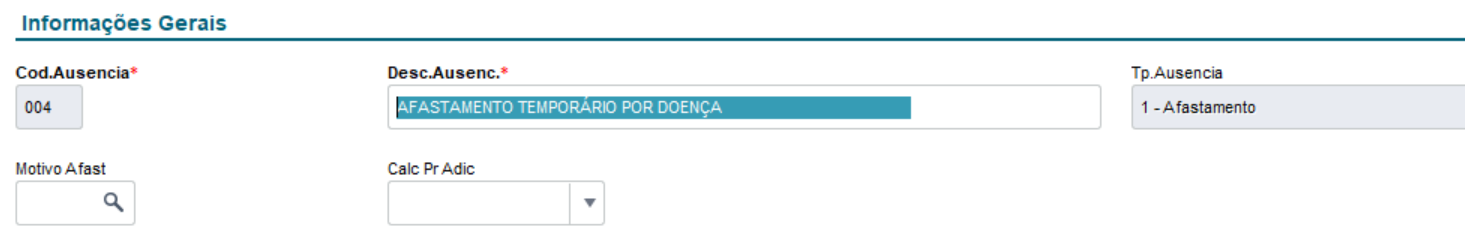 Informações Gerais
Cod.Ausencia* Desc.Ausenc.* Tp.Ausencia
004 AFASTAMENTO TEMPORÁRIO POR DOENÇA 1 - Afastamento
Motivo Afast Calc Pr Adic